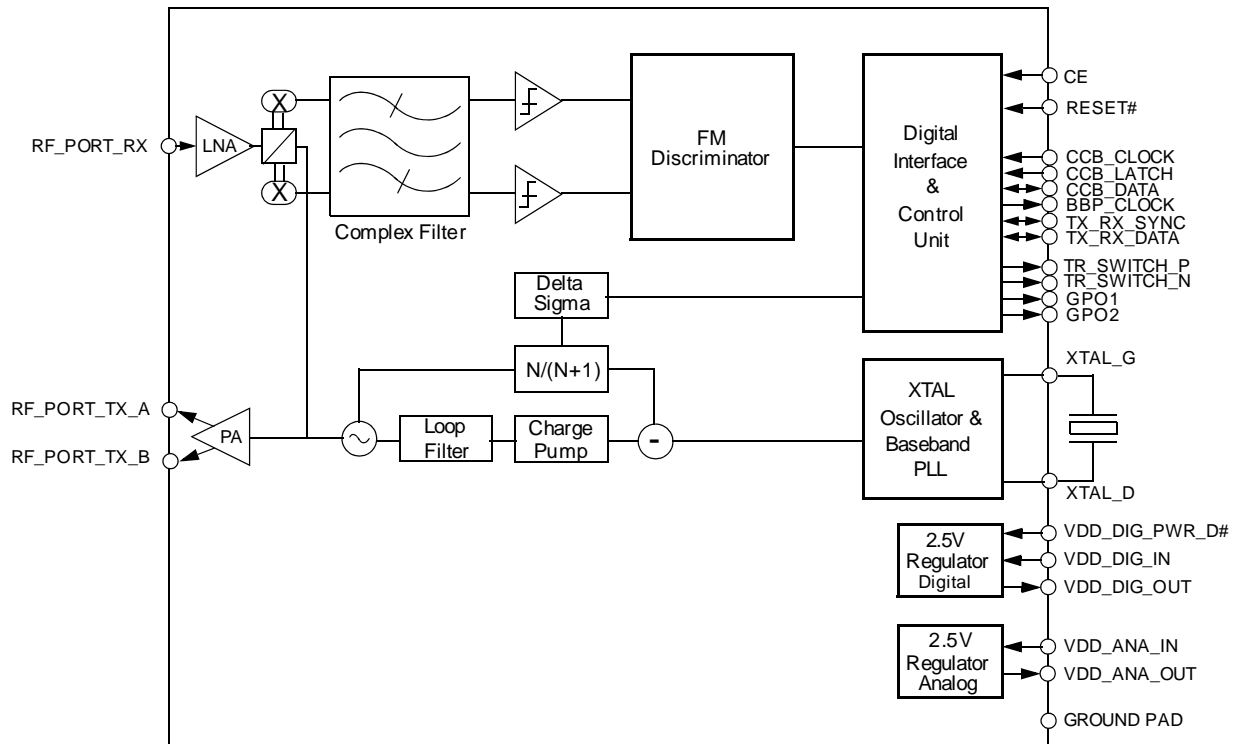 CE
RESET#
RF_PORT_RX
LNA
X
X
Complex Filter
FM
Discriminator
Digital
Interface
&
Control
Unit
CCB_CLOCK
CCB_LATCH
CCB_DATA
BBP_CLOCK
TX_RX_SYNC
TX_RX_DATA
TR_SWITCH_P
TR_SWITCH_N
GPO1
GPO2
Delta
Sigma
N/(N+1)
RF_PORT_TX_A
RF_PORT_TX_B
PA
Loop
Filter
Charge
Pump
-
XTAL
Oscillator &
Baseband
PLL
XTAL_G
XTAL_D
2.5V
Regulator
Digital
VDD_DIG_PWR_D#
VDD_DIG_IN
VDD_DIG_OUT
2.5V
Regulator
Analog
VDD_ANA_IN
VDD_ANA_OUT
GROUND PAD